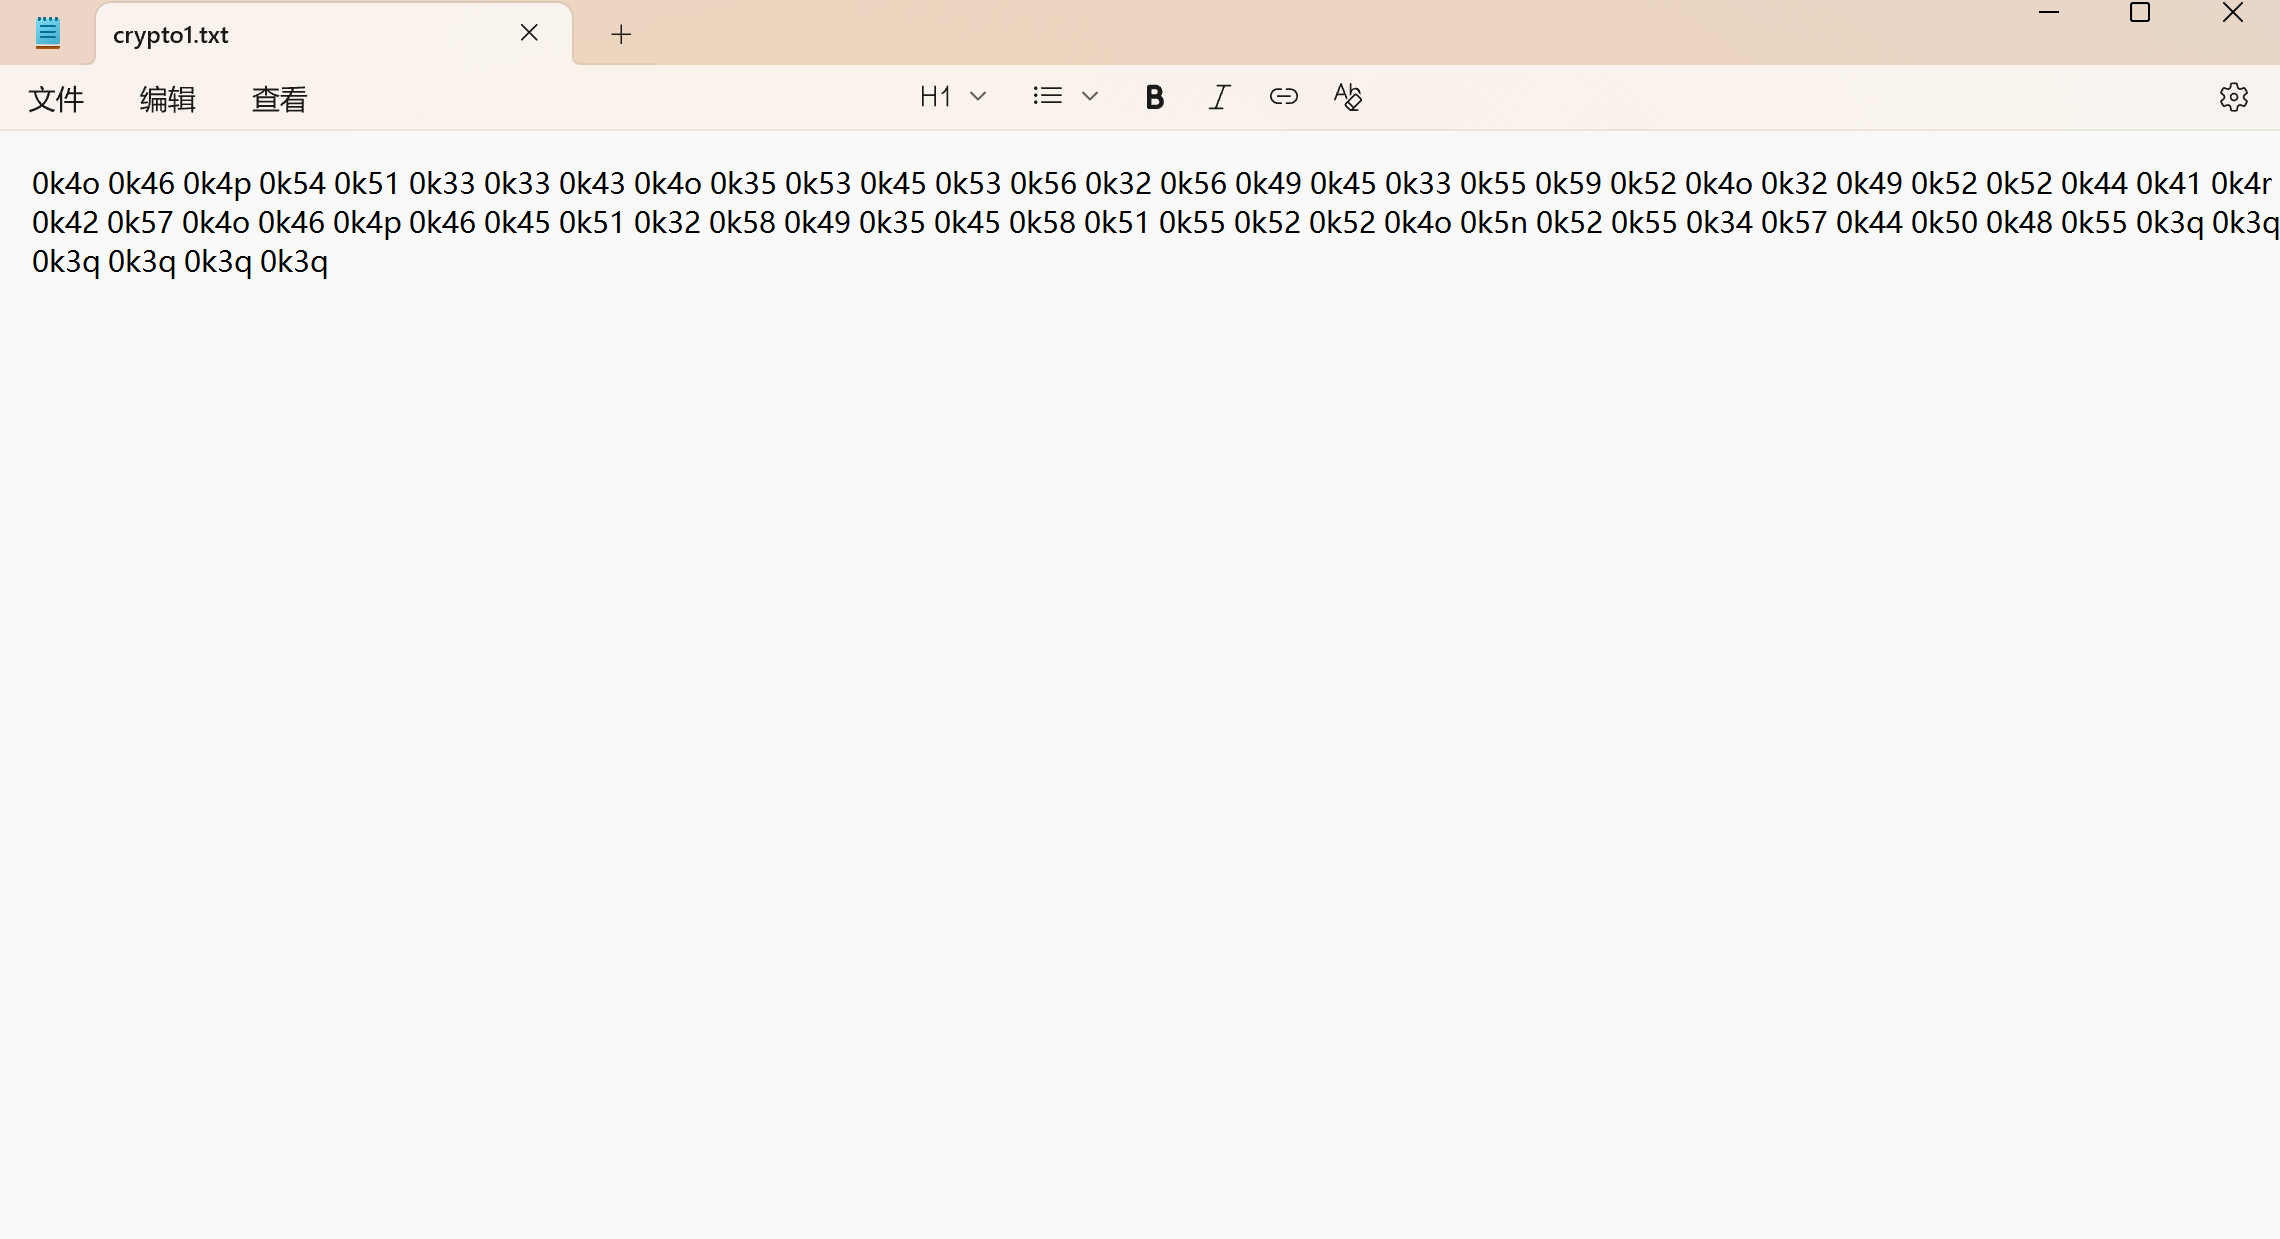 crypto1.txt
文件 编辑 查看 H1
0k4o 0k46 0k4p 0k54 0k51 0k33 0k33 0k43 0k4o 0k35 0k53 0k45 0k53 0k56 0k32 0k56 0k49 0k45 0k33 0k55 0k59 0k52 0k4o 0k32 0k49 0k52 0k52 0k44 0k41 0k4r
0k42 0k57 0k4o 0k46 0k4p 0k46 0k45 0k51 0k32 0k58 0k49 0k35 0k45 0k58 0k51 0k55 0k52 0k52 0k4o 0k5n 0k52 0k55 0k34 0k57 0k44 0k50 0k48 0k55 0k3q 0k3q
0k3q 0k3q 0k3q 0k3q